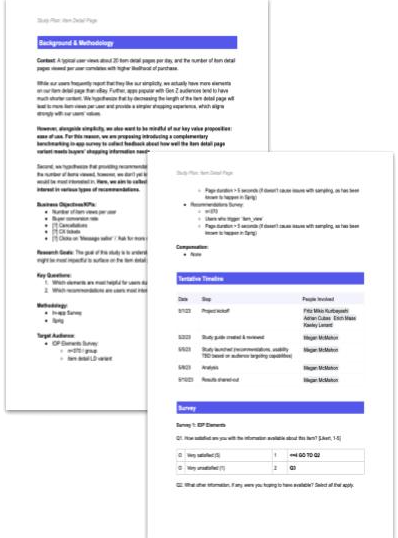 Study Plan: Item Detail Page
Background & Methodology
Context: A typical user views about 20 item detail pages per day, and the number of item detail
pages viewed per user correlates with higher likelihood of purchase.
While our users frequently report that they like our simplicity, we actually have more elements
on our item detail page than eBay. Further, apps popular with Gen Z audiences tend to have
much shorter content. We hypothesize that by decreasing the length of the item detail page will
lead to more item views per user and provide a simpler shopping experience, which aligns
strongly with our users' values.
However, alongside simplicity, we also want to be mindful of our key value proposition:
ease of use. For this reason, we are proposing introducing a complementary
benchmarking in-app survey to collect feedback about how well the item detail page
variant meets buyers' shopping information
Second, we hypothesize that providing
the number of items viewed, however, we don't yet
would be most interested in. Here, we aim to
interest in various types of recommendations.
Business Objectives/KPIs:
Number of item views per user
Buyer conversion rate
[?] Cancellations
[?] CX tickets
[?] Clicks on 'Message seller' / 'Ask for more
Research Goals: The goal of this study is to
might be most impactful to surface on the item detail
Key Questions:
1. Which elements are most helpful for users
2. Which recommendations are users most
Methodology:
In-app Survey
Sprig
Target Audience:
IDP Elements Survey
n=370 / group
Item detail LD variant
Study Plan: Item Detail Page
Page duration > 5 seconds (if doesn't cause issues with sampling, as has been
known to happen in Sprig)
Recommendations Survey:
n=370
Users who trigger 'item_view'
Page duration > 5 seconds (if doesn't cause issues with sampling, as has been
known to happen in Sprig)
Compensation:
None
Tentative Timeline
Date Step People Involved
5/1/23 Project kickoff Fritz Mikio
Adrian Cubes Erich Maas
Kasley Lenard
5/2/23 Study guide created & reviewed Megan McMahon
5/5/23 Study launched (recommendations, usability Megan McMahon
TBD based on audience targeting capabilities)
5/8/23 Analysis Megan McMahon
5/10/23 Results shared-out Megan McMahon
Survey
Survey 1: IDP Elements
Q1. How satisfied are you with the information available about this item? [Likert, 1-5]
O Very satisfied (5) 1 GO TO Q2
O Very unsatisfied (1) 2 Q3
Q2. What other information, if any, were you hoping to have available? Select all that apply.